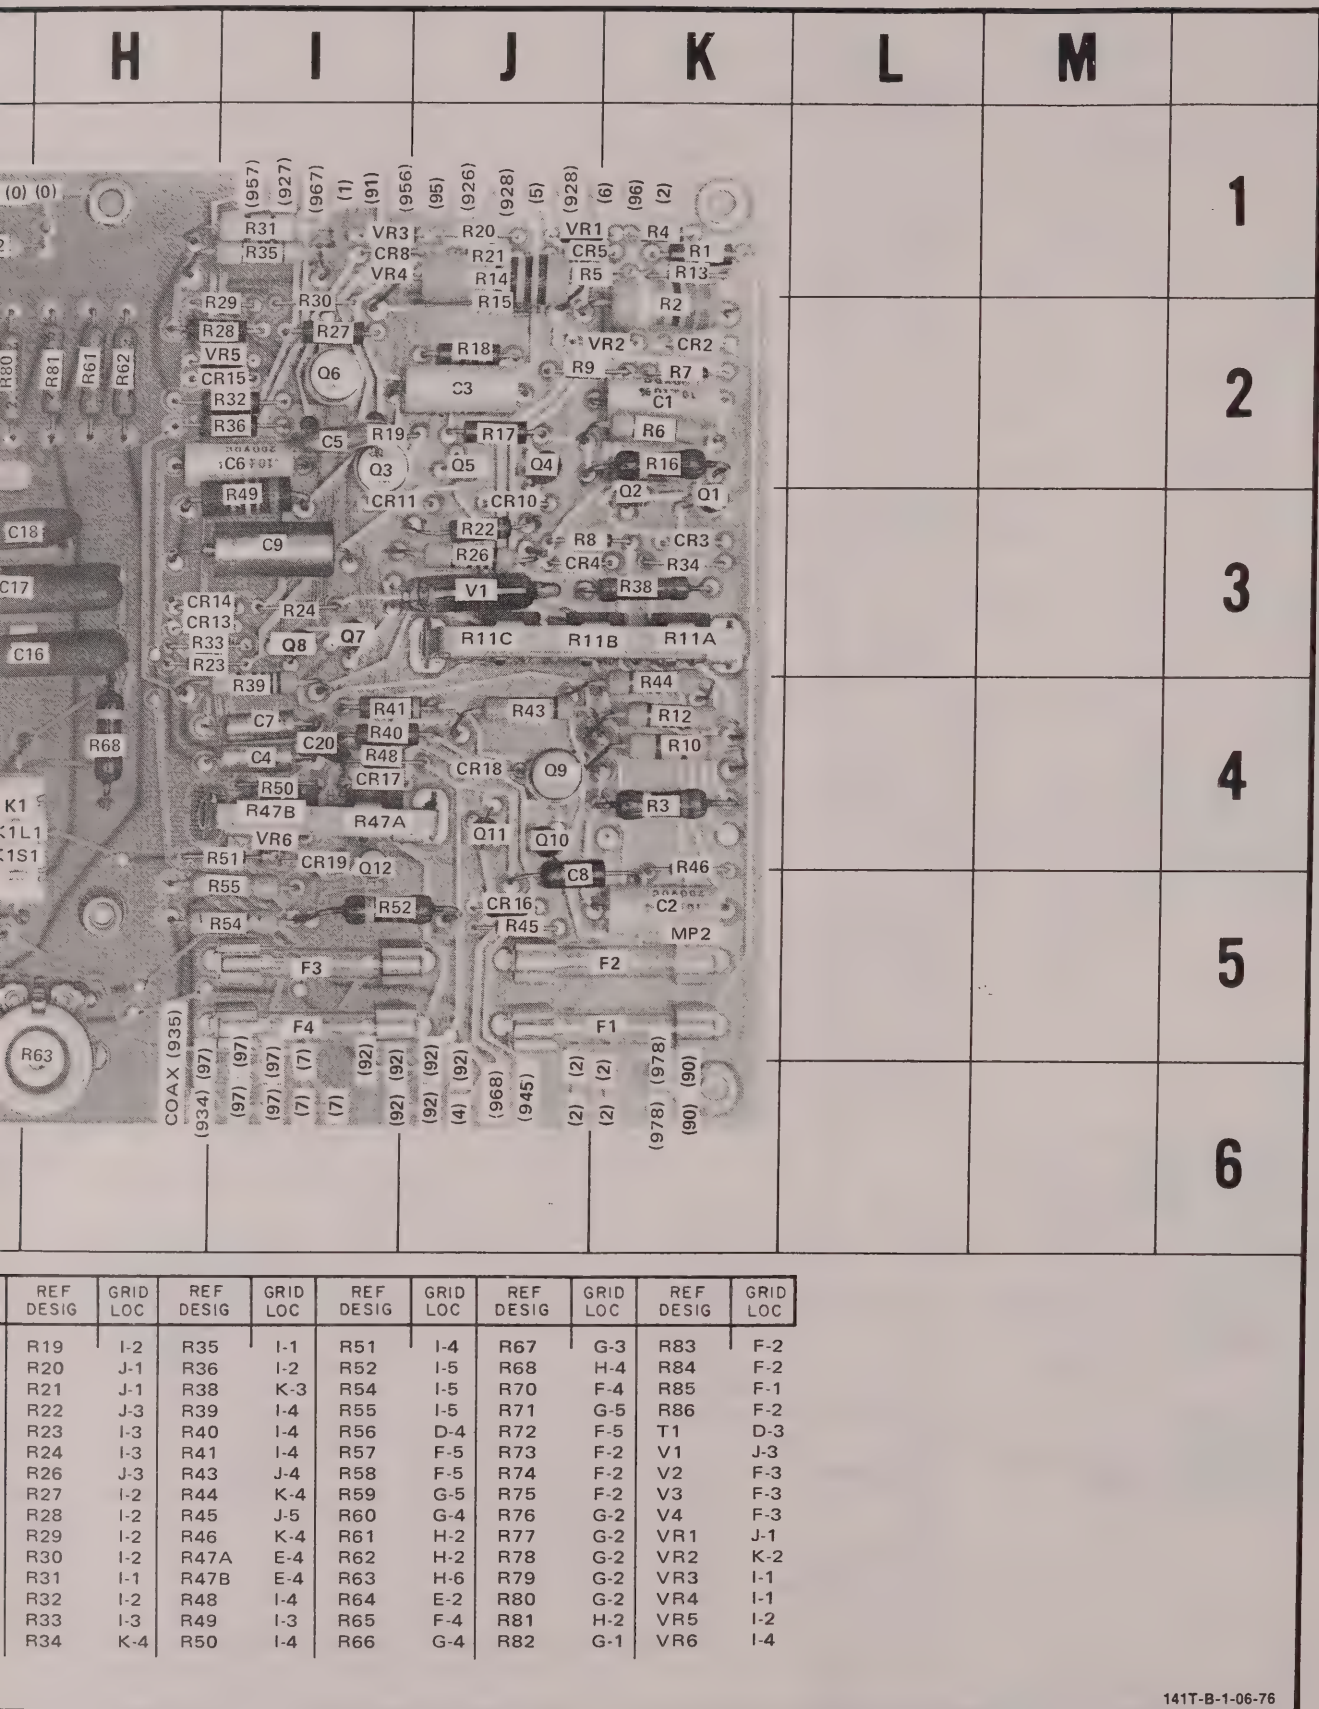 H I J K L M
(0) (0) (957) (927) (967) (1) (91) (956) (95) (926) (928) (5) (928) (6) (96) (2) 1
R31 VR3 R20 VR1 R4
R35 CR8 R21 CR5 R1
VR4 R14 R5 R13
R29 R30 R15 R2
R28 R27 VR2 CR2
R80 R81 R61 R62 VR5 R18
CR15 Q6 R9 R7
R32 C3 C1 2
R36 C5 R19 R17 R6
C6 Q3 Q5 Q4 R16
R49 CR11 CR10 Q2 Q1
C18 C9 R22 R8 CR3
R26 CR4 R34
C17 V1 R38 3
CR14 R24
CR13 Q8 Q7 R11C R11B R11A
C16 R33
R23
R39 R44
C7 R41 R43 R12
R68 C20 R40 R10
C4 R48 CR18 Q9
CR17 4
K1 R50 R3
R47B R47A
K1L1 VR6 Q11 Q10
K1S1 R51 CR19 Q12 R46
R55 C8
R52 CR16 C2
R54 R45 MP2
F3 F2 5
F4 F1
R63
COAX (935) (97) (97) (97) (7) (92) (92) (92) (92) (2) (2) (978) (90)
(934) (97) (97) (7) (7) (92) (92) (4) (968) (945) (2) (2) (978) (90)
6
REF DESIG GRID LOC REF DESIG GRID LOC REF DESIG GRID LOC REF DESIG GRID LOC REF DESIG GRID LOC
R19 I-2 R35 I-1 R51 I-4 R67 G-3 R83 F-2
R20 J-1 R36 I-2 R52 I-5 R68 H-4 R84 F-2
R21 J-1 R38 K-3 R54 I-5 R70 F-4 R85 F-1
R22 J-3 R39 I-4 R55 I-5 R71 G-5 R86 F-2
R23 I-3 R40 I-4 R56 D-4 R72 F-5 T1 D-3
R24 I-3 R41 I-4 R57 F-5 R73 F-2 V1 J-3
R26 J-3 R43 J-4 R58 F-5 R74 F-2 V2 F-3
R27 I-2 R44 K-4 R59 G-5 R75 F-2 V3 F-3
R28 I-2 R45 J-5 R60 G-4 R76 G-2 V4 F-3
R29 I-2 R46 K-4 R61 H-2 R77 G-2 VR1 J-1
R30 I-2 R47A E-4 R62 H-2 R78 G-2 VR2 K-2
R31 I-1 R47B E-4 R63 H-6 R79 G-2 VR3 I-1
R32 I-2 R48 I-4 R64 E-2 R80 G-2 VR4 I-1
R33 I-3 R49 I-3 R65 F-4 R81 H-2 VR5 I-2
R34 K-4 R50 I-4 R66 G-4 R82 G-1 VR6 I-4
141T-B-1-06-76